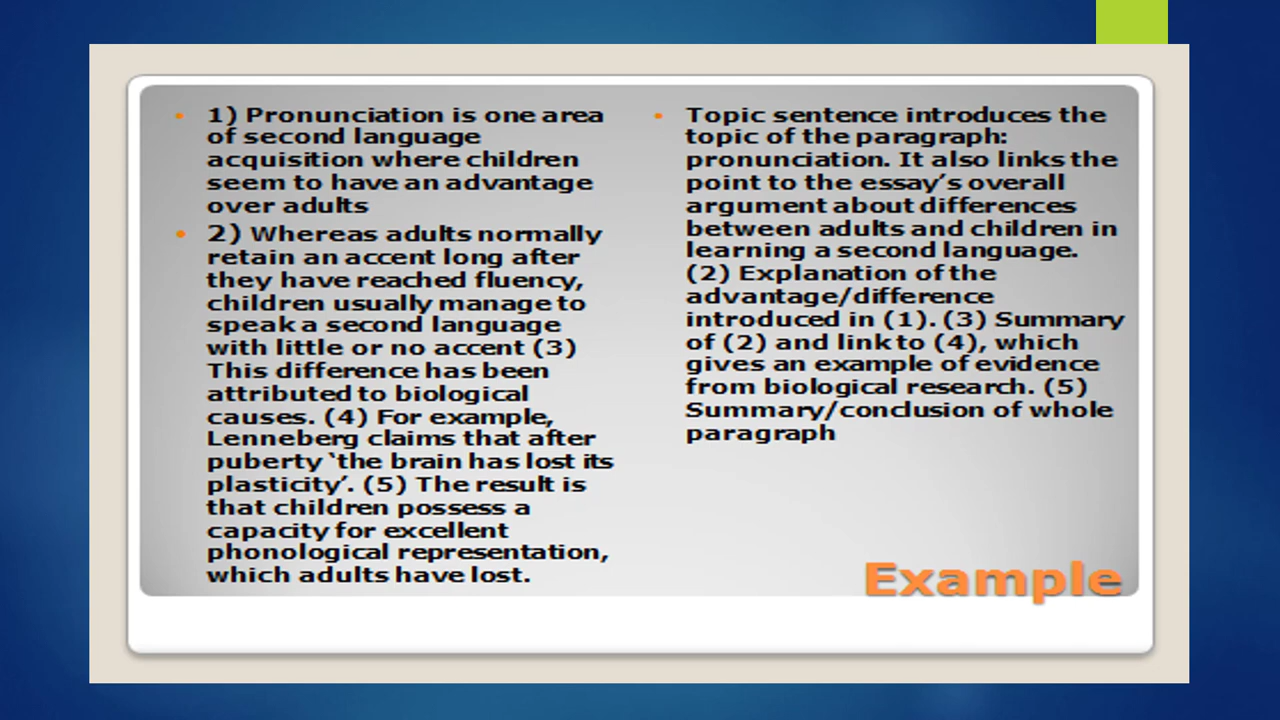 • 1) Pronunciation is one area
of second language
acquisition where children
seem to have an advantage
over adults
• 2) Whereas adults normally
retain an accent long after
they have reached fluency,
children usually manage to
speak a second language
with little or no accent (3)
This difference has been
attributed to biological
causes. (4) For example,
Lenneberg claims that after
puberty ‘the brain has lost its
plasticity’. (5) The result is
that children possess a
capacity for excellent
phonological representation,
which adults have lost.
• Topic sentence introduces the
topic of the paragraph:
pronunciation. It also links the
point to the essay’s overall
argument about differences
between adults and children in
learning a second language.
(2) Explanation of the
advantage/difference
introduced in (1). (3) Summary
of (2) and link to (4), which
gives an example of evidence
from biological research. (5)
Summary/conclusion of whole
paragraph
Example